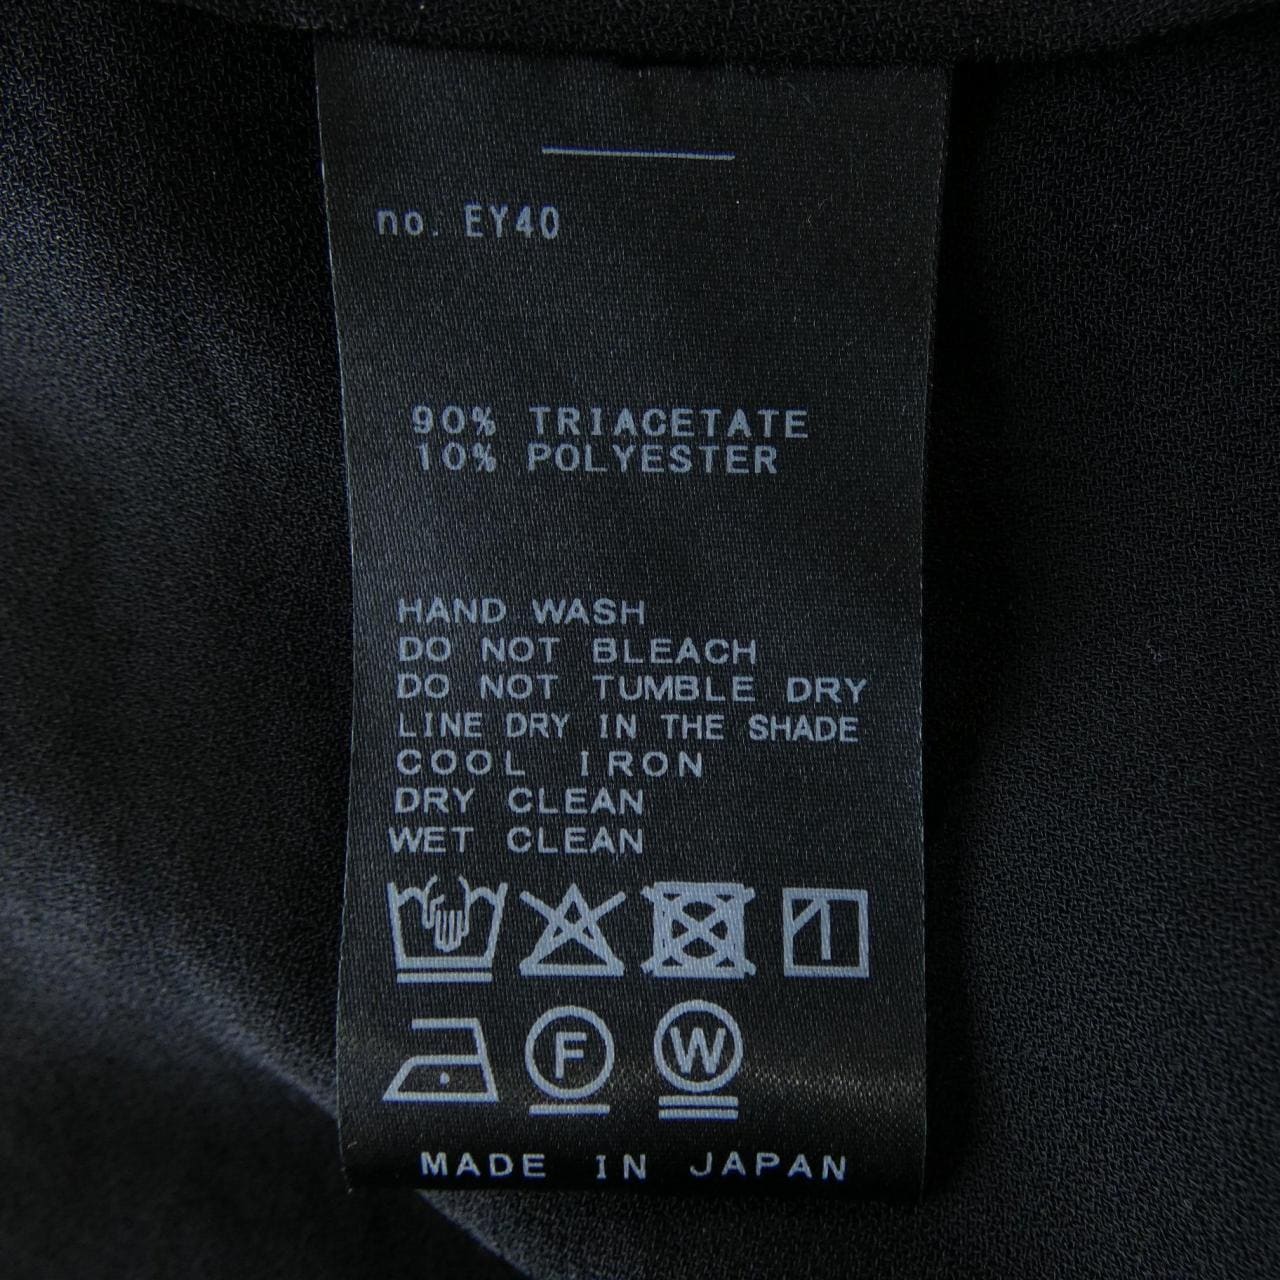 no. EY40
90% TRIACETATE
10% POLYESTER
HAND WASH
DO NOT BLEACH
DO NOT TUMBLE DRY
LINE DRY IN THE SHADE
COOL IRON
DRY CLEAN
WET CLEAN
F W
MADE IN JAPAN